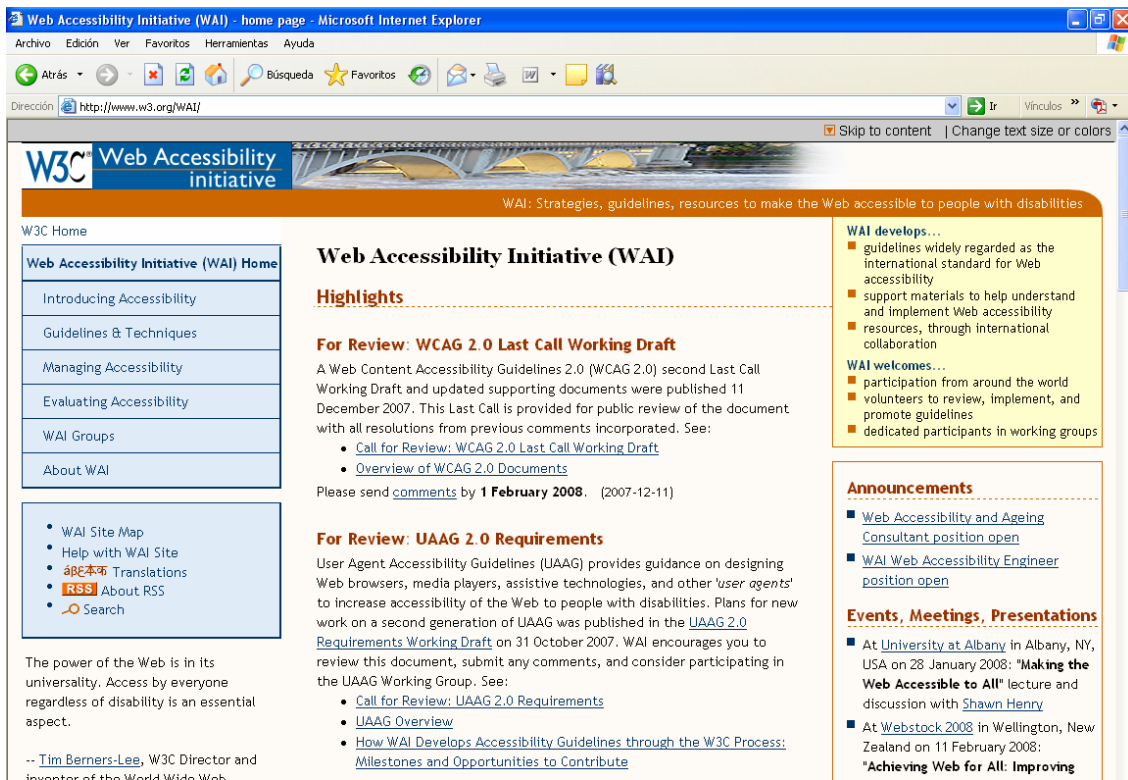 Web Accessibility Initiative (WAI) - home page - Microsoft Internet Explorer
Archivo Edición Ver Favoritos Herramientas Ayuda
Atrás Búsqueda Favoritos
Dirección http://www.w3.org/WAI/ Ir Vínculos »
Skip to content | Change text size or colors
W3C® Web Accessibility
initiative
WAI: Strategies, guidelines, resources to make the Web accessible to people with disabilities
W3C Home
Web Accessibility Initiative (WAI) Home
Introducing Accessibility
Guidelines & Techniques
Managing Accessibility
Evaluating Accessibility
WAI Groups
About WAI
WAI Site Map
Help with WAI Site
áβξ本क Translations
RSS About RSS
Search
The power of the Web is in its
universality. Access by everyone
regardless of disability is an essential
aspect.
-- Tim Berners-Lee, W3C Director and
inventor of the World Wide Web
Web Accessibility Initiative (WAI)
Highlights
For Review: WCAG 2.0 Last Call Working Draft
A Web Content Accessibility Guidelines 2.0 (WCAG 2.0) second Last Call
Working Draft and updated supporting documents were published 11
December 2007. This Last Call is provided for public review of the document
with all resolutions from previous comments incorporated. See:
Call for Review: WCAG 2.0 Last Call Working Draft
Overview of WCAG 2.0 Documents
Please send comments by 1 February 2008. (2007-12-11)
For Review: UAAG 2.0 Requirements
User Agent Accessibility Guidelines (UAAG) provides guidance on designing
Web browsers, media players, assistive technologies, and other 'user agents'
to increase accessibility of the Web to people with disabilities. Plans for new
work on a second generation of UAAG was published in the UAAG 2.0
Requirements Working Draft on 31 October 2007. WAI encourages you to
review this document, submit any comments, and consider participating in
the UAAG Working Group. See:
Call for Review: UAAG 2.0 Requirements
UAAG Overview
How WAI Develops Accessibility Guidelines through the W3C Process:
Milestones and Opportunities to Contribute
WAI develops...
guidelines widely regarded as the
international standard for Web
accessibility
support materials to help understand
and implement Web accessibility
resources, through international
collaboration
WAI welcomes...
participation from around the world
volunteers to review, implement, and
promote guidelines
dedicated participants in working groups
Announcements
Web Accessibility and Ageing
Consultant position open
WAI Web Accessibility Engineer
position open
Events, Meetings, Presentations
At University at Albany in Albany, NY,
USA on 28 January 2008: "Making the
Web Accessible to All" lecture and
discussion with Shawn Henry
At Webstock 2008 in Wellington, New
Zealand on 11 February 2008:
"Achieving Web for All: Improving